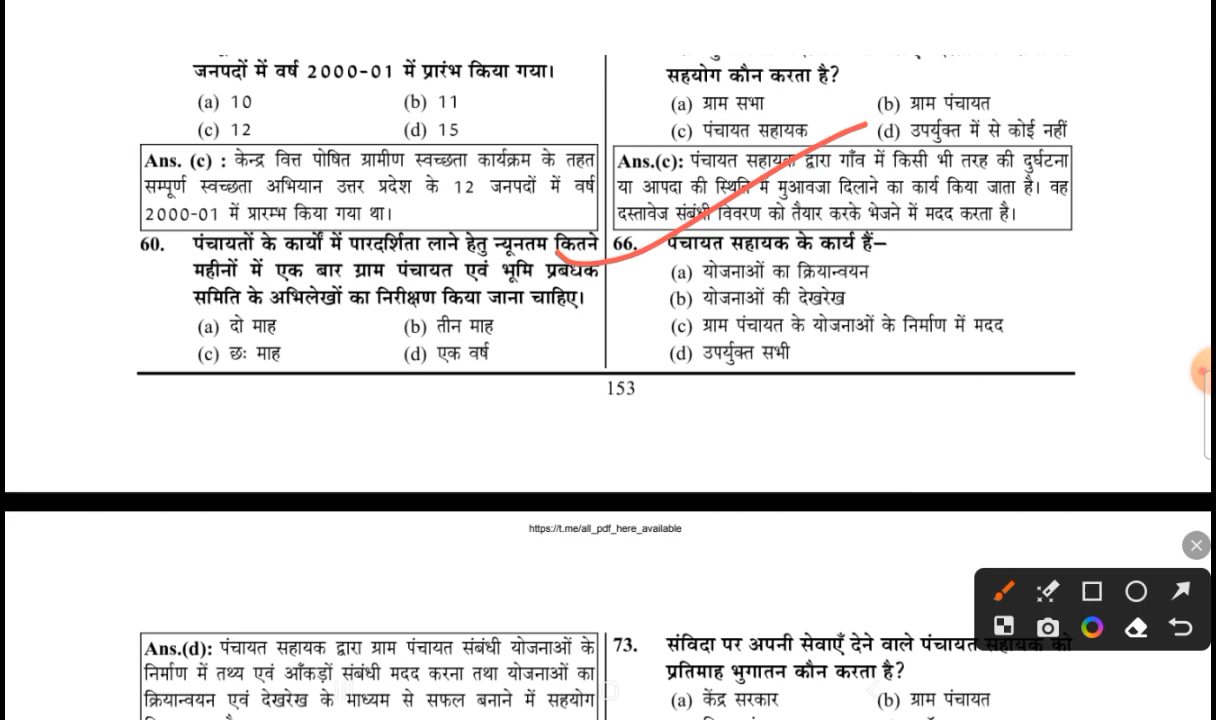 जनपदों में वर्ष 2000-01 में प्रारंभ किया गया।
(a) 10 (b) 11
(c) 12 (d) 15
Ans. (c) : केन्द्र वित्त पोषित ग्रामीण स्वच्छता कार्यक्रम के तहत
सम्पूर्ण स्वच्छता अभियान उत्तर प्रदेश के 12 जनपदों में वर्ष
2000-01 में प्रारम्भ किया गया था।
60. पंचायतों के कार्यों में पारदर्शिता लाने हेतु न्यूनतम कितने
महीनों में एक बार ग्राम पंचायत एवं भूमि प्रबंधक
समिति के अभिलेखों का निरीक्षण किया जाना चाहिए।
(a) दो माह (b) तीन माह
(c) छः माह (d) एक वर्ष
सहयोग कौन करता है?
(a) ग्राम सभा (b) ग्राम पंचायत
(c) पंचायत सहायक (d) उपर्युक्त में से कोई नहीं
Ans.(c): पंचायत सहायक द्वारा गाँव में किसी भी तरह की दुर्घटना
या आपदा की स्थिति में मुआवजा दिलाने का कार्य किया जाता है। वह
दस्तावेज संबंधी विवरण को तैयार करके भेजने में मदद करता है।
66. पंचायत सहायक के कार्य हैं–
(a) योजनाओं का क्रियान्वयन
(b) योजनाओं की देखरेख
(c) ग्राम पंचायत के योजनाओं के निर्माण में मदद
(d) उपर्युक्त सभी
153
https://t.me/all_pdf_here_available
Ans.(d): पंचायत सहायक द्वारा ग्राम पंचायत संबंधी योजनाओं के
निर्माण में तथ्य एवं आँकड़ों संबंधी मदद करना तथा योजनाओं का
क्रियान्वयन एवं देखरेख के माध्यम से सफल बनाने में सहयोग
73. संविदा पर अपनी सेवाएँ देने वाले पंचायत सहायक को
प्रतिमाह भुगतान कौन करता है?
(a) केंद्र सरकार (b) ग्राम पंचायत